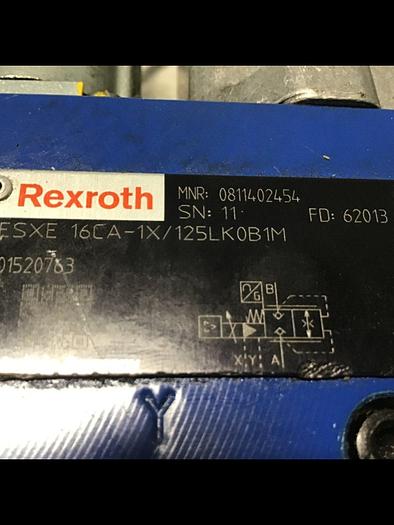 Rexroth
MNR: 0811402454
SN: 11
FD: 62013
ESXE 16CA-1X/125LK0B1M
01520763
G B
X Y A
Y